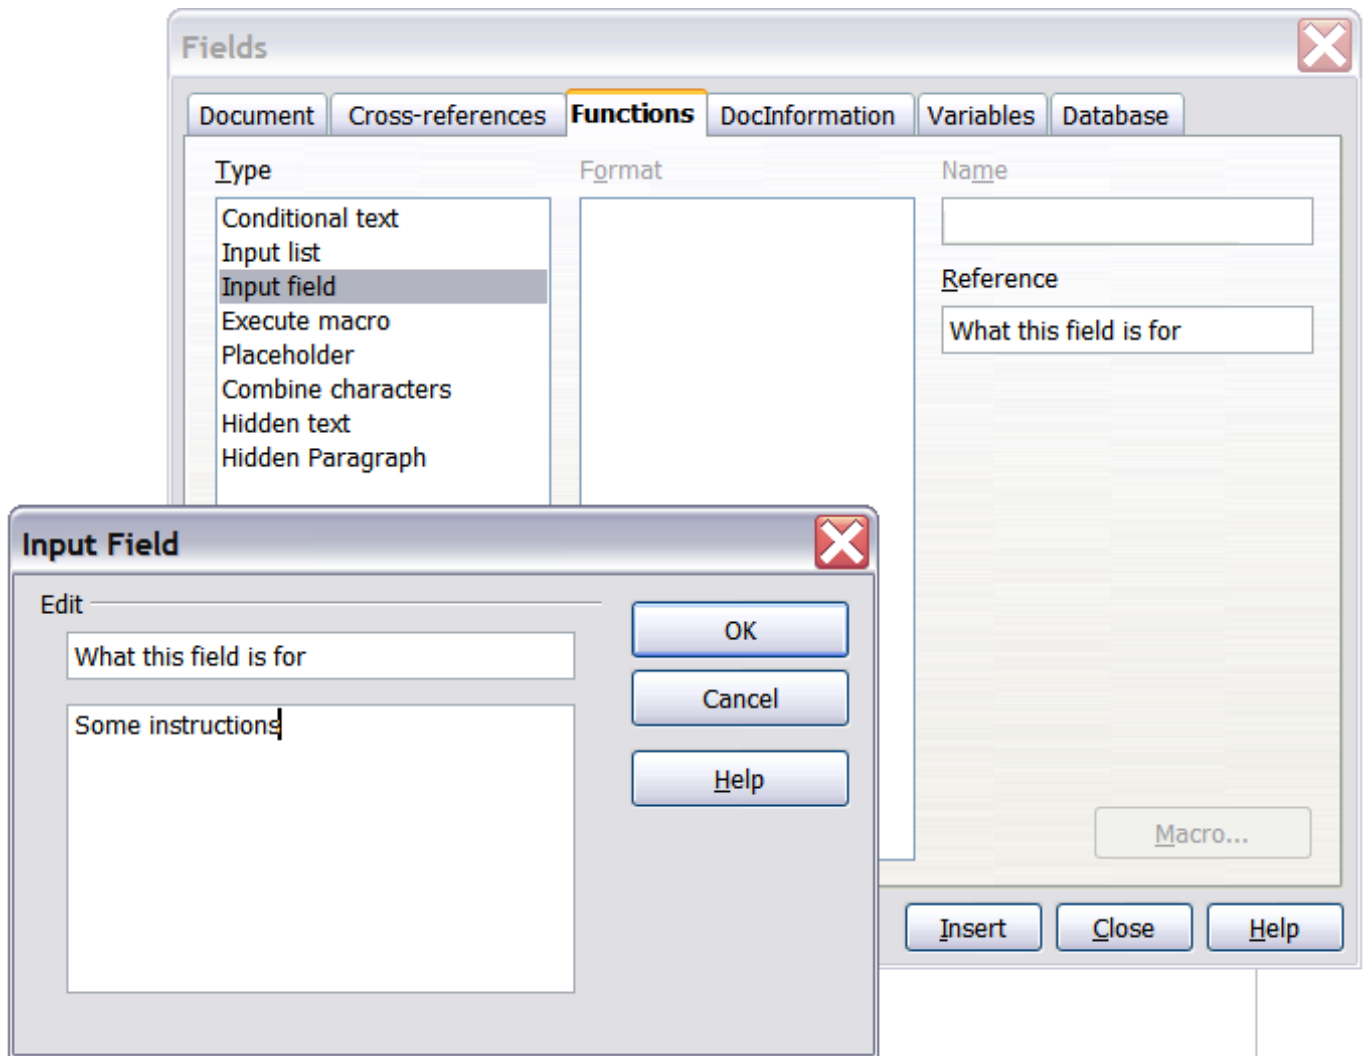 Fields
Document Cross-references Functions DocInformation Variables Database
Type Format Name
Conditional text
Input list
Input field
Execute macro
Placeholder
Combine characters
Hidden text
Hidden Paragraph
Reference
What this field is for
Macro...
Insert Close Help
Input Field
Edit
What this field is for
Some instructions
OK
Cancel
Help